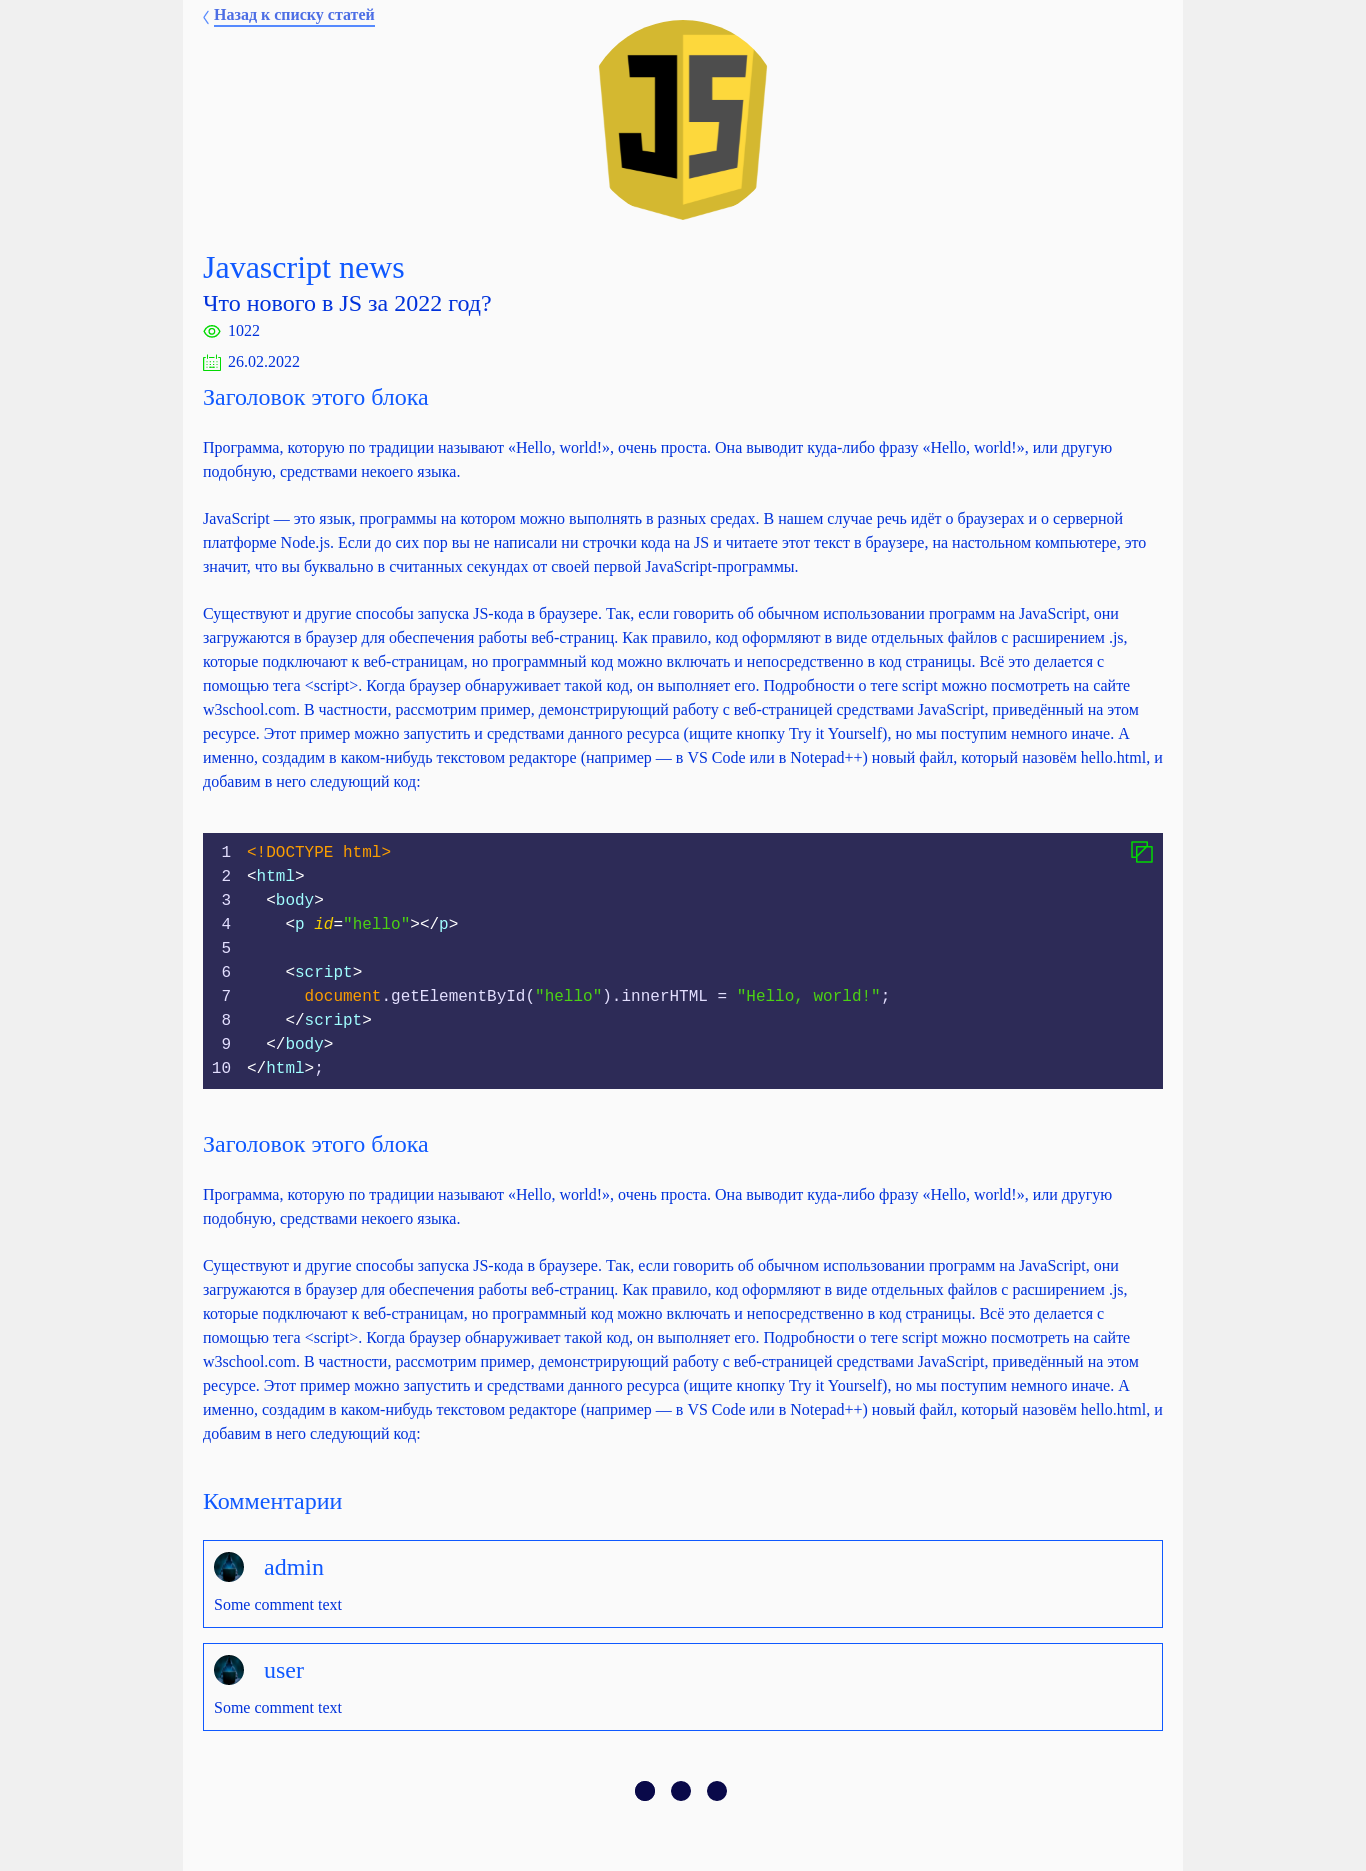 Назад к списку статей
JS
Javascript news
Что нового в JS за 2022 год?
1022
26.02.2022
Заголовок этого блока
Программа, которую по традиции называют «Hello, world!», очень проста. Она выводит куда-либо фразу «Hello, world!», или другую
подобную, средствами некоего языка.
JavaScript — это язык, программы на котором можно выполнять в разных средах. В нашем случае речь идёт о браузерах и о серверной
платформе Node.js. Если до сих пор вы не написали ни строчки кода на JS и читаете этот текст в браузере, на настольном компьютере, это
значит, что вы буквально в считанных секундах от своей первой JavaScript-программы.
Существуют и другие способы запуска JS-кода в браузере. Так, если говорить об обычном использовании программ на JavaScript, они
загружаются в браузер для обеспечения работы веб-страниц. Как правило, код оформляют в виде отдельных файлов с расширением .js,
которые подключают к веб-страницам, но программный код можно включать и непосредственно в код страницы. Всё это делается с
помощью тега <script>. Когда браузер обнаруживает такой код, он выполняет его. Подробности о теге script можно посмотреть на сайте
w3school.com. В частности, рассмотрим пример, демонстрирующий работу с веб-страницей средствами JavaScript, приведённый на этом
ресурсе. Этот пример можно запустить и средствами данного ресурса (ищите кнопку Try it Yourself), но мы поступим немного иначе. А
именно, создадим в каком-нибудь текстовом редакторе (например — в VS Code или в Notepad++) новый файл, который назовём hello.html, и
добавим в него следующий код:
1 <!DOCTYPE html>
2 <html>
3   <body>
4     <p id="hello"></p>
5
6     <script>
7       document.getElementById("hello").innerHTML = "Hello, world!";
8     </script>
9   </body>
10 </html>;
Заголовок этого блока
Программа, которую по традиции называют «Hello, world!», очень проста. Она выводит куда-либо фразу «Hello, world!», или другую
подобную, средствами некоего языка.
Существуют и другие способы запуска JS-кода в браузере. Так, если говорить об обычном использовании программ на JavaScript, они
загружаются в браузер для обеспечения работы веб-страниц. Как правило, код оформляют в виде отдельных файлов с расширением .js,
которые подключают к веб-страницам, но программный код можно включать и непосредственно в код страницы. Всё это делается с
помощью тега <script>. Когда браузер обнаруживает такой код, он выполняет его. Подробности о теге script можно посмотреть на сайте
w3school.com. В частности, рассмотрим пример, демонстрирующий работу с веб-страницей средствами JavaScript, приведённый на этом
ресурсе. Этот пример можно запустить и средствами данного ресурса (ищите кнопку Try it Yourself), но мы поступим немного иначе. А
именно, создадим в каком-нибудь текстовом редакторе (например — в VS Code или в Notepad++) новый файл, который назовём hello.html, и
добавим в него следующий код:
Комментарии
admin
Some comment text
user
Some comment text